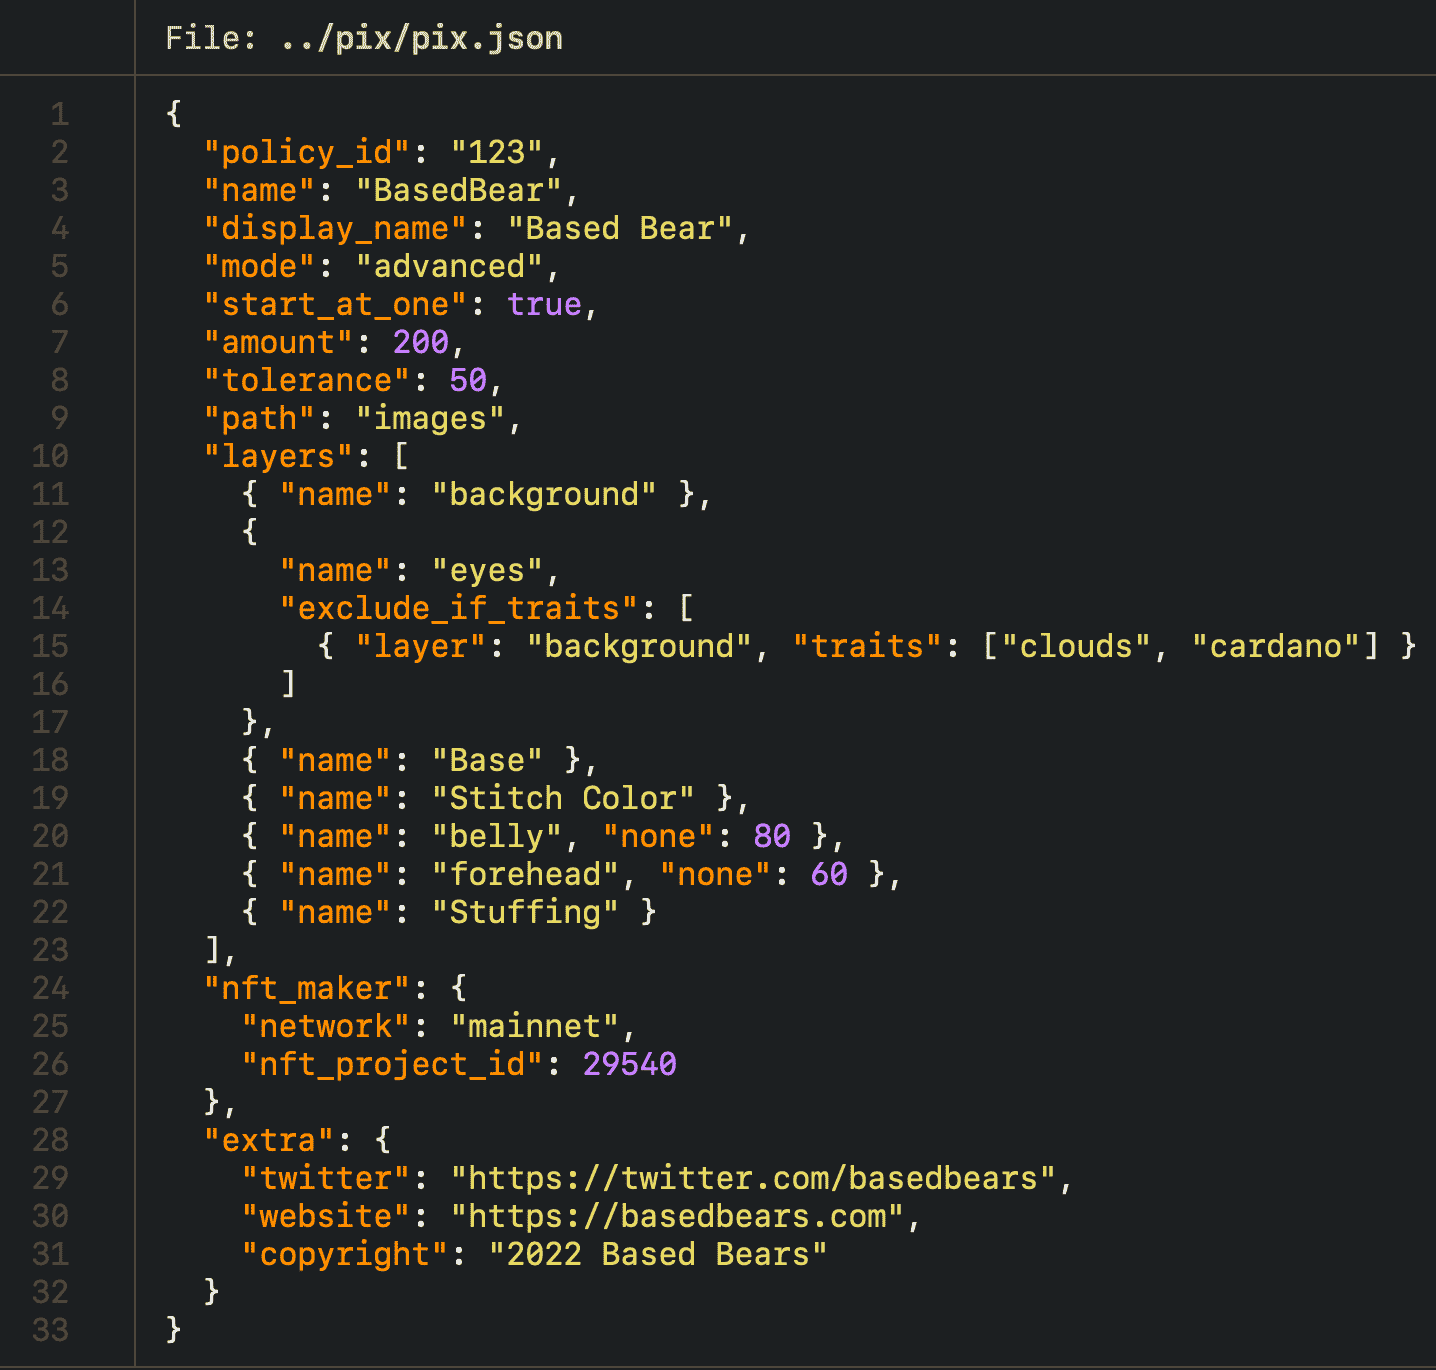 File: ../pix/pix.json
1 {
2   "policy_id": "123",
3   "name": "BasedBear",
4   "display_name": "Based Bear",
5   "mode": "advanced",
6   "start_at_one": true,
7   "amount": 200,
8   "tolerance": 50,
9   "path": "images",
10   "layers": [
11     { "name": "background" },
12     {
13       "name": "eyes",
14       "exclude_if_traits": [
15         { "layer": "background", "traits": ["clouds", "cardano"] }
16       ]
17     },
18     { "name": "Base" },
19     { "name": "Stitch Color" },
20     { "name": "belly", "none": 80 },
21     { "name": "forehead", "none": 60 },
22     { "name": "Stuffing" }
23   ],
24   "nft_maker": {
25     "network": "mainnet",
26     "nft_project_id": 29540
27   },
28   "extra": {
29     "twitter": "https://twitter.com/basedbears",
30     "website": "https://basedbears.com",
31     "copyright": "2022 Based Bears"
32   }
33 }